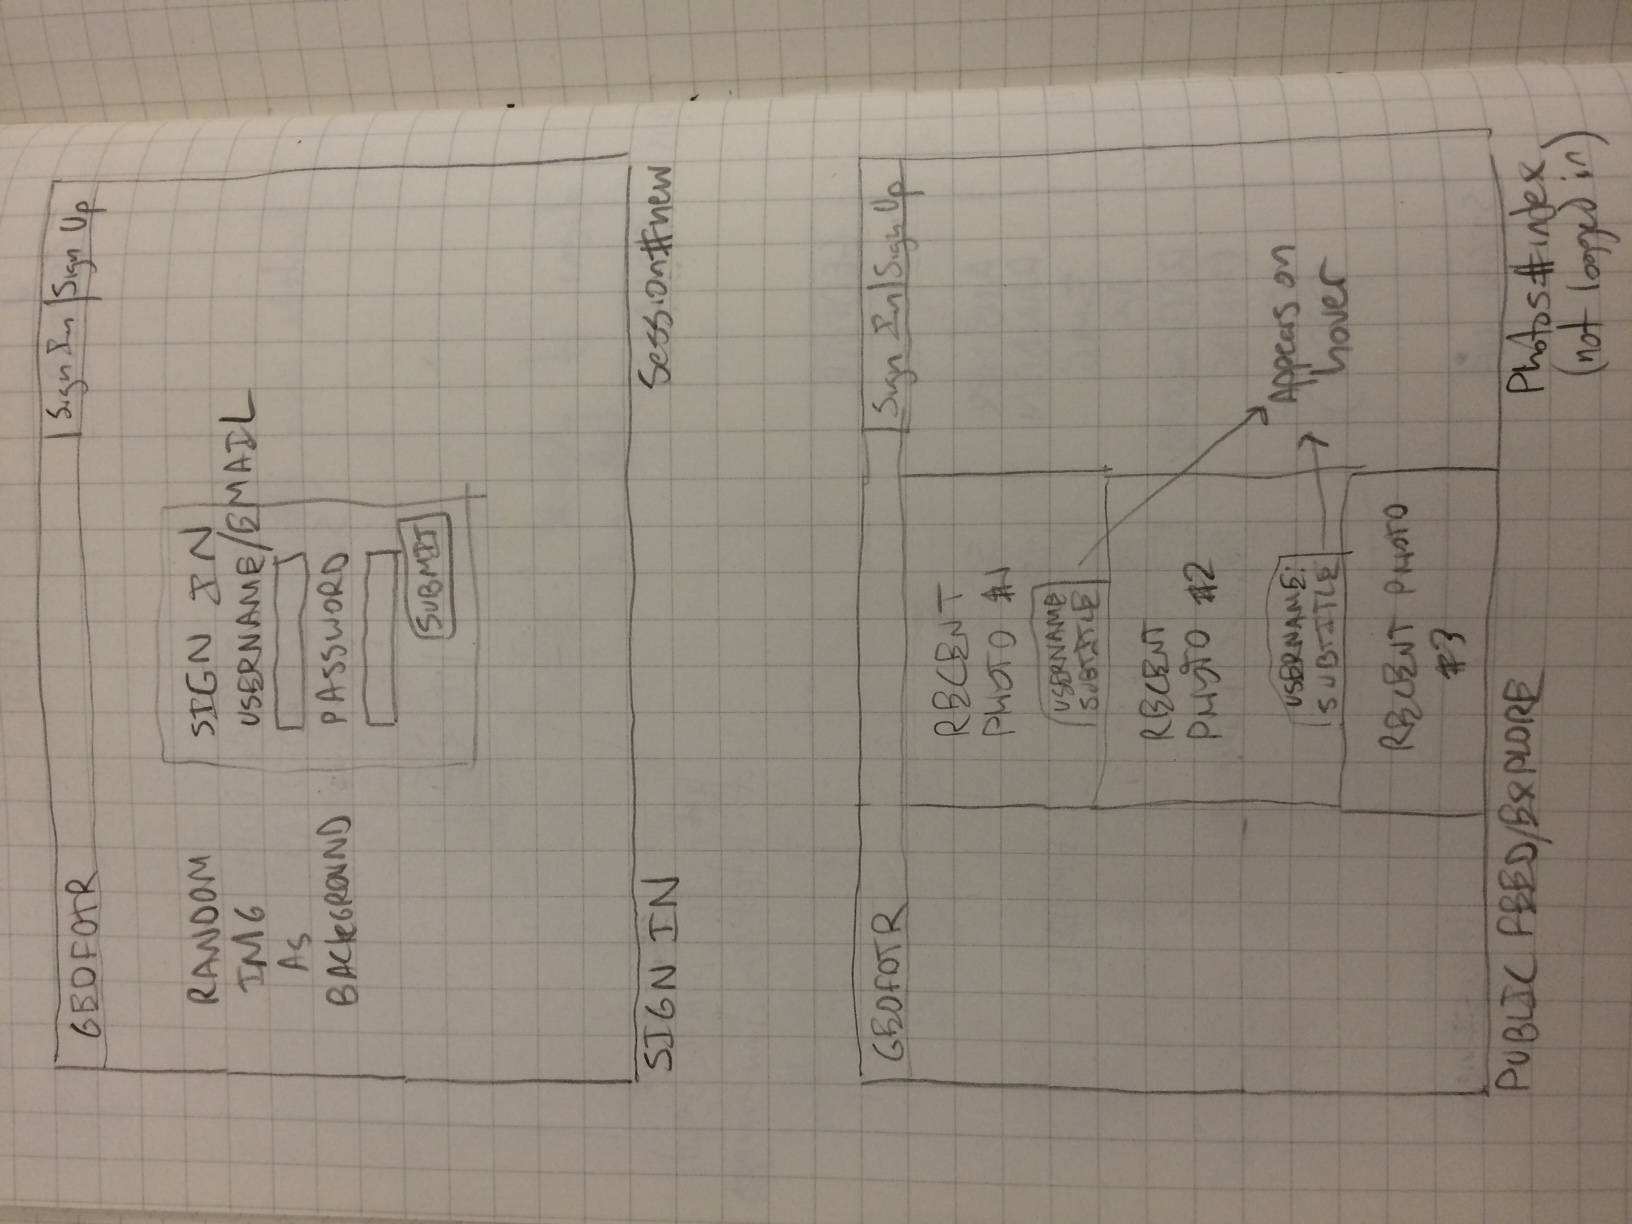 GEOFOTR
Sign In
Sign Up
RANDOM
IMG
AS
BACKGROUND
SIGN IN
USERNAME/EMAIL
PASSWORD
SUBMIT
SIGN IN
Session#new
GEOFOTR
Sign In
Sign Up
RECENT
PHOTO #1
USERNAME
SUBTITLE
RECENT
PHOTO #2
USERNAME:
SUBTITLE
Appears on
hover
RECENT PHOTO
#3
PUBLIC FEED/EXPLORE
Photos#index
(not logged in)